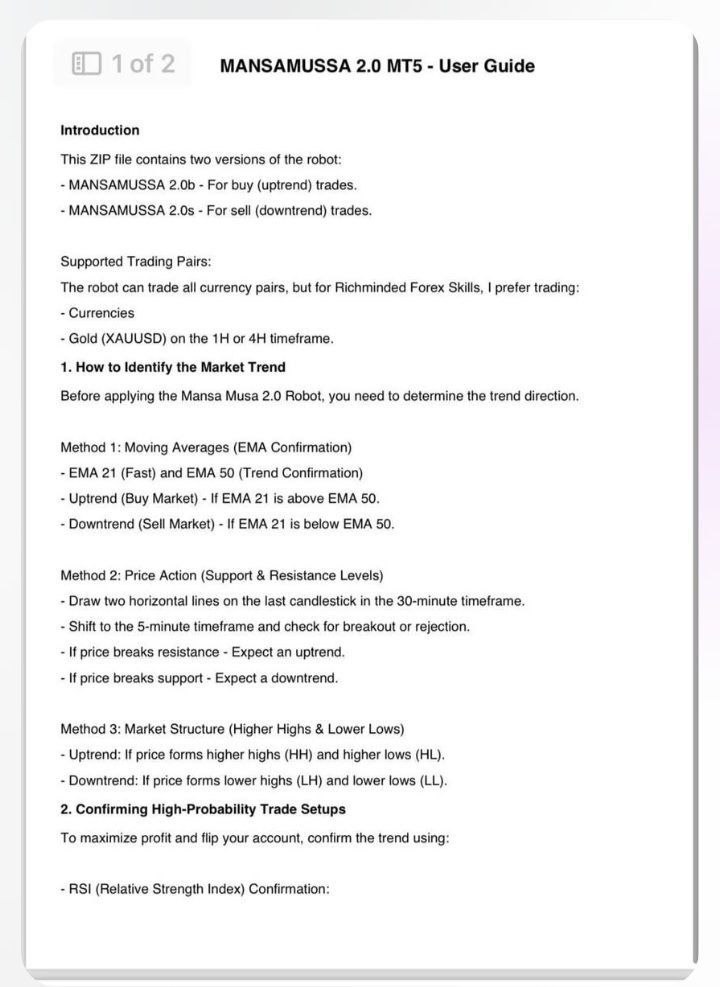 1 of 2
MANSAMUSSA 2.0 MT5 - User Guide
Introduction
This ZIP file contains two versions of the robot:
- MANSAMUSSA 2.0b - For buy (uptrend) trades.
- MANSAMUSSA 2.0s - For sell (downtrend) trades.
Supported Trading Pairs:
The robot can trade all currency pairs, but for Richminded Forex Skills, I prefer trading:
- Currencies
- Gold (XAUUSD) on the 1H or 4H timeframe.
1. How to Identify the Market Trend
Before applying the Mansa Musa 2.0 Robot, you need to determine the trend direction.
Method 1: Moving Averages (EMA Confirmation)
- EMA 21 (Fast) and EMA 50 (Trend Confirmation)
- Uptrend (Buy Market) - If EMA 21 is above EMA 50.
- Downtrend (Sell Market) - If EMA 21 is below EMA 50.
Method 2: Price Action (Support & Resistance Levels)
- Draw two horizontal lines on the last candlestick in the 30-minute timeframe.
- Shift to the 5-minute timeframe and check for breakout or rejection.
- If price breaks resistance - Expect an uptrend.
- If price breaks support - Expect a downtrend.
Method 3: Market Structure (Higher Highs & Lower Lows)
- Uptrend: If price forms higher highs (HH) and higher lows (HL).
- Downtrend: If price forms lower highs (LH) and lower lows (LL).
2. Confirming High-Probability Trade Setups
To maximize profit and flip your account, confirm the trend using:
- RSI (Relative Strength Index) Confirmation: